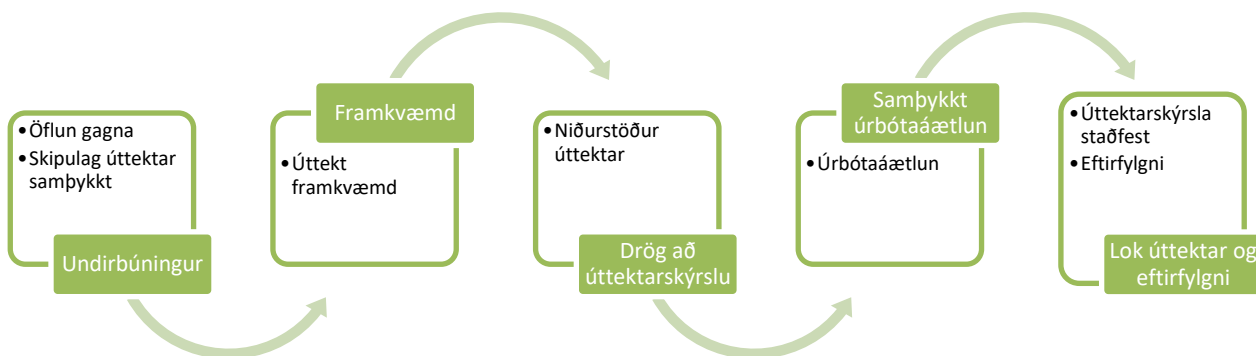 • Öflun gagna
• Skipulag úttektar
samþykkt
Undirbúningur
Framkvæmd
• Úttekt
framkvæmd
• Niðurstöður
úttektar
Drög að
úttektarskýrslu
Samþykkt
úrbótaáætlun
• Úrbótaáætlun
• Úttektarskýrsla
staðfest
• Eftirfylgni
Lok úttektar og
eftirfylgni